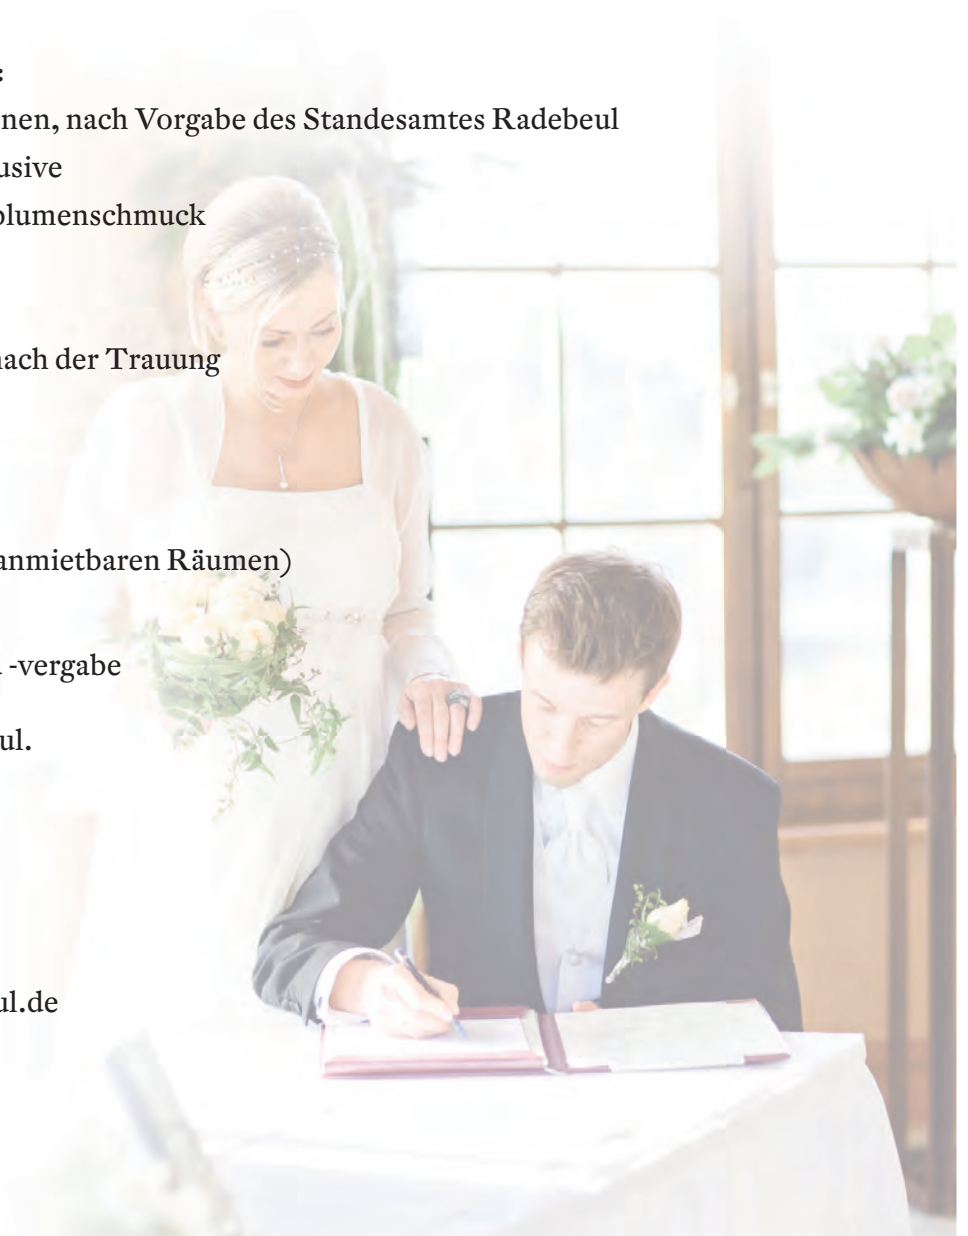 :
nen, nach Vorgabe des Standesamtes Radebeul
usive
blumenschmuck
nach der Trauung
anmietbaren Räumen)
-vergabe
ul.
ul.de